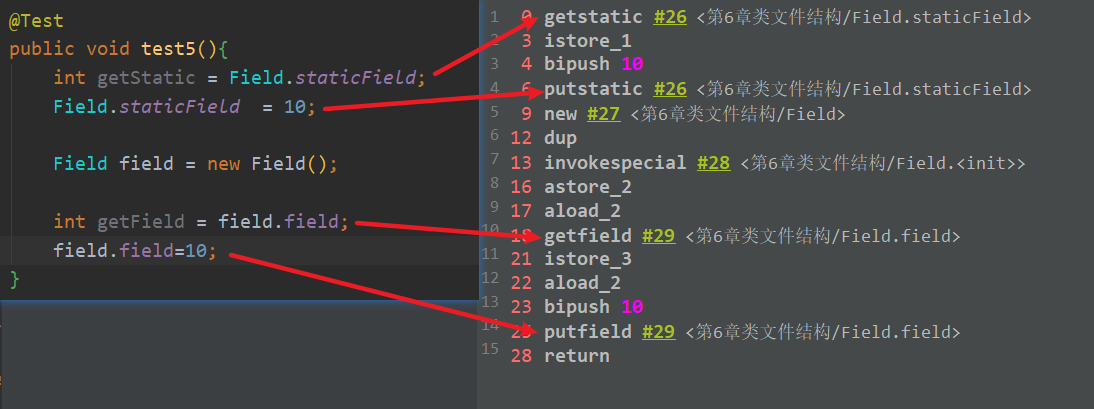 @Test
public void test5(){
int getStatic = Field.staticField;
Field.staticField  = 10;
Field field = new Field();
int getField = field.field;
field.field=10;
}
1 0 getstatic #26 <第6章类文件结构/Field.staticField>
2 3 istore_1
3 4 bipush 10
4 6 putstatic #26 <第6章类文件结构/Field.staticField>
5 9 new #27 <第6章类文件结构/Field>
6 12 dup
7 13 invokespecial #28 <第6章类文件结构/Field.<init>>
8 16 astore_2
9 17 aload_2
10 18 getfield #29 <第6章类文件结构/Field.field>
11 21 istore_3
12 22 aload_2
13 23 bipush 10
14 25 putfield #29 <第6章类文件结构/Field.field>
15 28 return